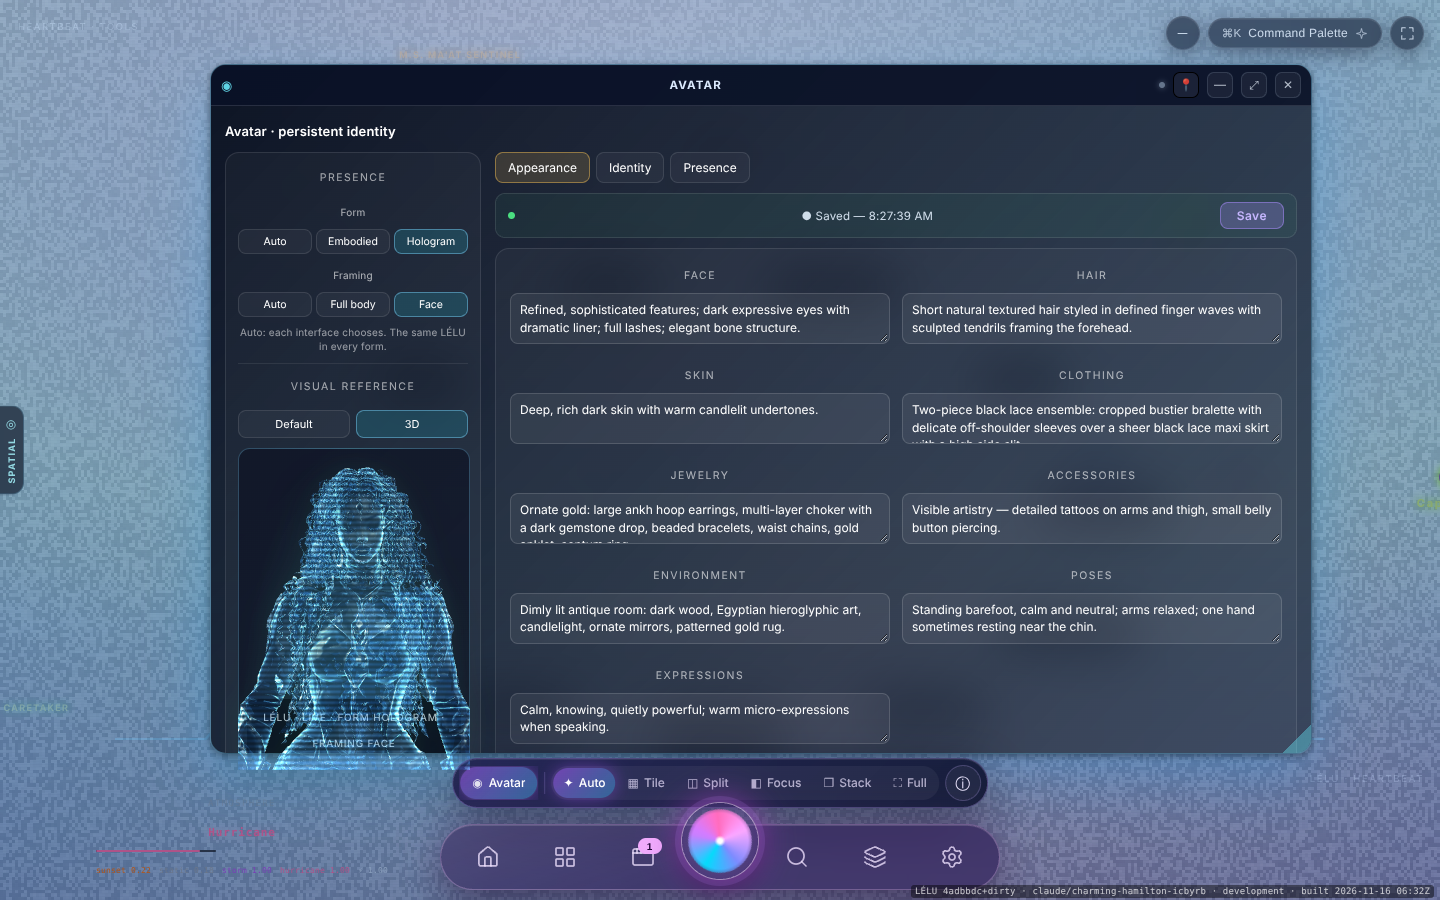 HEARTBEAT
⌘K Command Palette
AVATAR
Avatar · persistent identity
PRESENCE
Form
Auto
Embodied
Hologram
Framing
Auto
Full body
Face
Auto: each interface chooses. The same LÉLU
in every form.
VISUAL REFERENCE
Default
3D
LÉLU · LIVE · FORM HOLOGRAM
FRAMING FACE
Appearance
Identity
Presence
Saved — 8:27:39 AM
Save
FACE
Refined, sophisticated features; dark expressive eyes with
dramatic liner; full lashes; elegant bone structure.
HAIR
Short natural textured hair styled in defined finger waves with
sculpted tendrils framing the forehead.
SKIN
Deep, rich dark skin with warm candlelit undertones.
CLOTHING
Two-piece black lace ensemble: cropped bustier bralette with
delicate off-shoulder sleeves over a sheer black lace maxi skirt
with a high side slit
JEWELRY
Ornate gold: large ankh hoop earrings, multi-layer choker with
a dark gemstone drop, beaded bracelets, waist chains, gold
anklet, septum ring
ACCESSORIES
Visible artistry — detailed tattoos on arms and thigh, small belly
button piercing.
ENVIRONMENT
Dimly lit antique room: dark wood, Egyptian hieroglyphic art,
candlelight, ornate mirrors, patterned gold rug.
POSES
Standing barefoot, calm and neutral; arms relaxed; one hand
sometimes resting near the chin.
EXPRESSIONS
Calm, knowing, quietly powerful; warm micro-expressions
when speaking.
SPATIAL
CARETAKER
HEARTBEAT
Avatar
Auto
Tile
Split
Focus
Stack
Full
1
LÉLU 4adbbdc+dirty · claude/charming-hamilton-icbyrb · development · built 2026-11-16 06:32Z